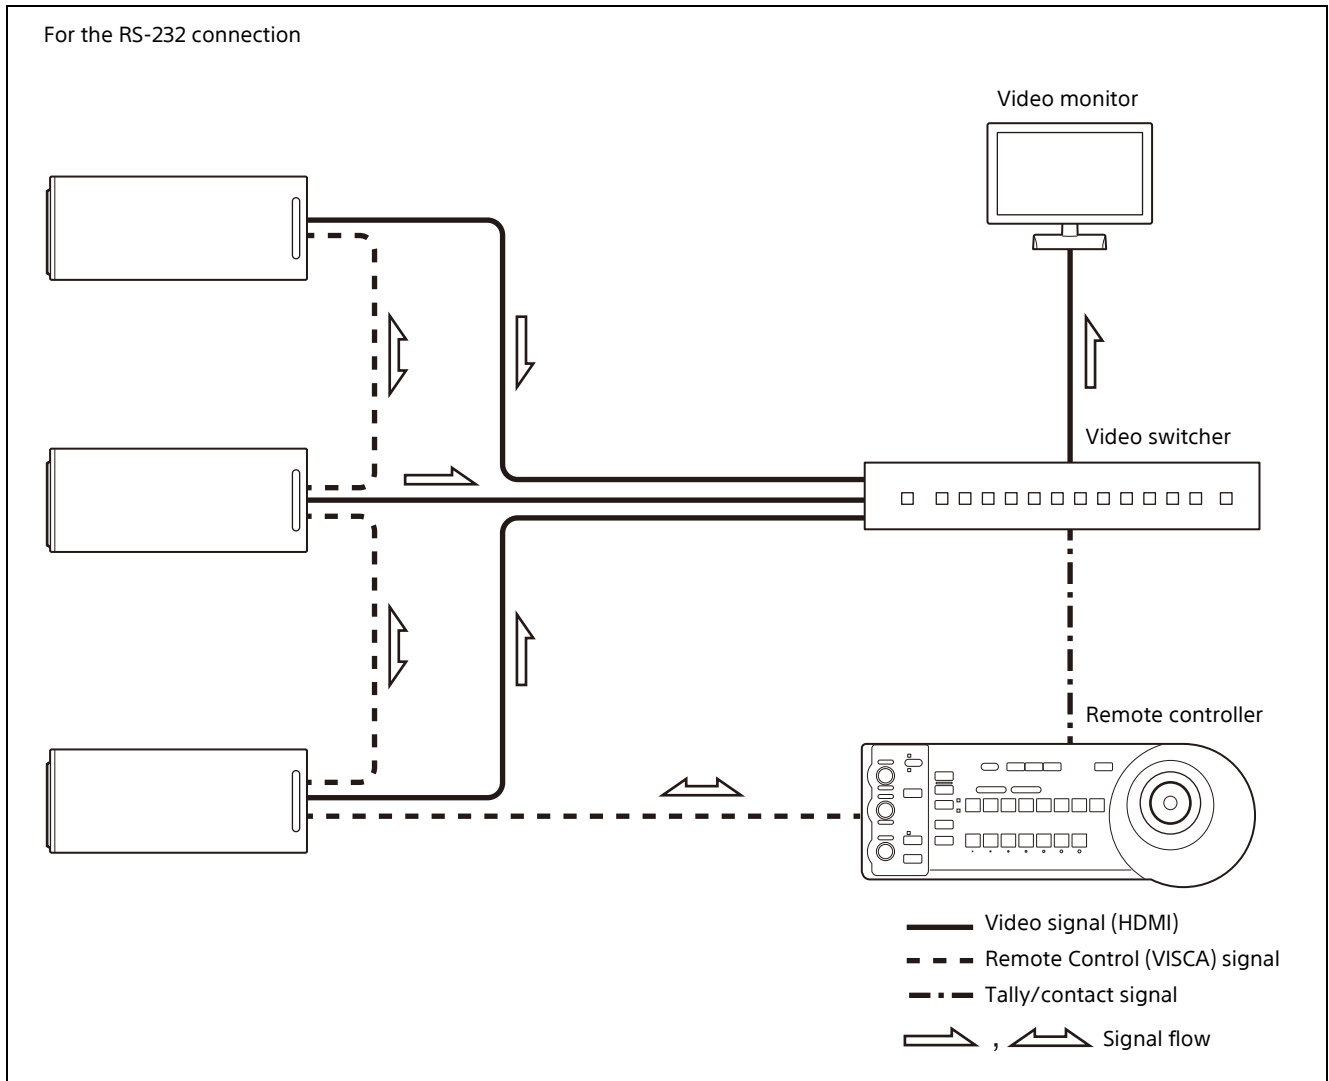 For the RS-232 connection
Video monitor
Video switcher
Remote controller
Video signal (HDMI)
Remote Control (VISCA) signal
Tally/contact signal
, Signal flow